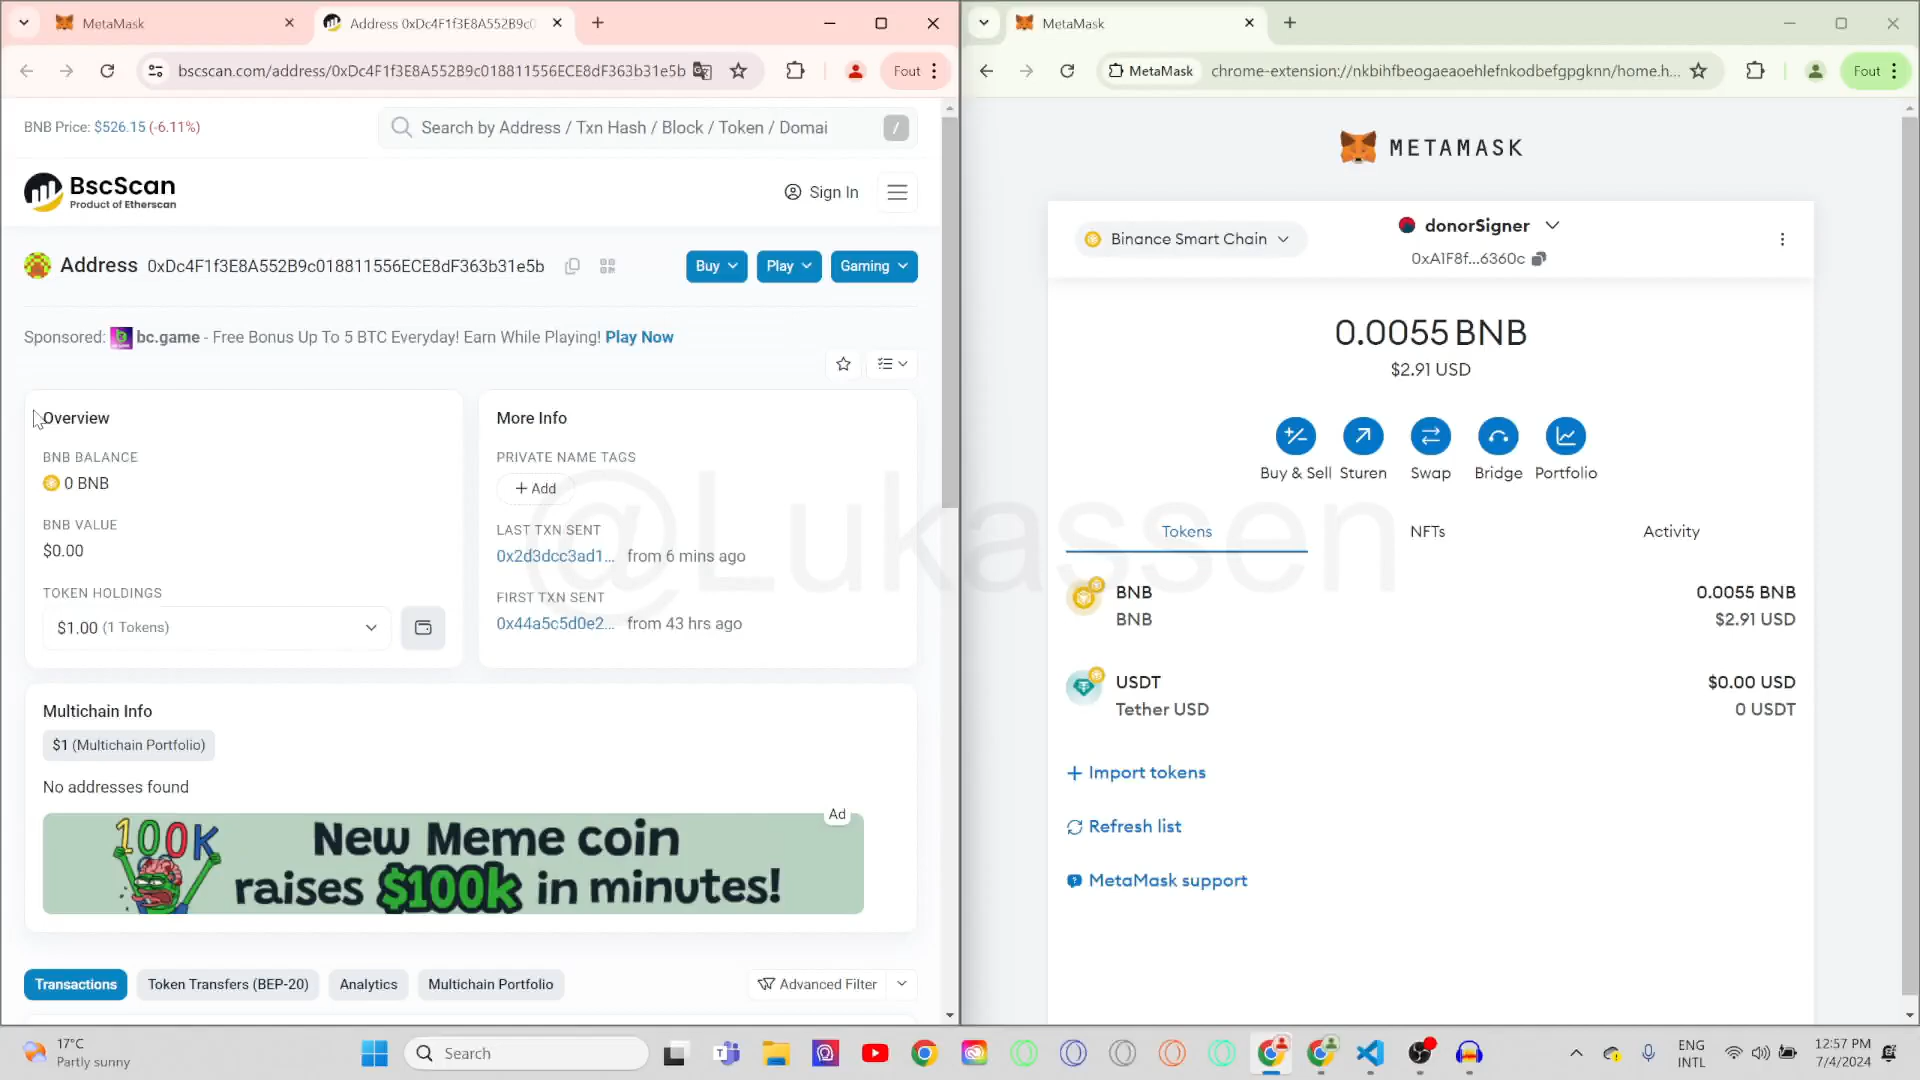 MetaMask
Address 0xDc4F1f3E8A552B9c0
bscscan.com/address/0xDc4F1f3E8A552B9c018811556ECE8dF363b31e5b
Fout
BNB Price: $526.15 (-6.11%)
Search by Address / Txn Hash / Block / Token / Domai
/
BscScan
Product of Etherscan
Sign In
Address 0xDc4F1f3E8A552B9c018811556ECE8dF363b31e5b
Buy
Play
Gaming
Sponsored: bc.game - Free Bonus Up To 5 BTC Everyday! Earn While Playing! Play Now
Overview
BNB BALANCE
0 BNB
BNB VALUE
$0.00
TOKEN HOLDINGS
$1.00 (1 Tokens)
More Info
PRIVATE NAME TAGS
+ Add
LAST TXN SENT
0x2d3dcc3ad1... from 6 mins ago
FIRST TXN SENT
0x44a5c5d0e2... from 43 hrs ago
Multichain Info
$1 (Multichain Portfolio)
No addresses found
Ad
100K
New Meme coin
raises $100k in minutes!
Transactions
Token Transfers (BEP-20)
Analytics
Multichain Portfolio
Advanced Filter
MetaMask
MetaMask
chrome-extension://nkbihfbeogaeaoehlefnkodbefgpgknn/home.h...
Fout
METAMASK
Binance Smart Chain
donorSigner
0xA1F8f...6360c
0.0055 BNB
$2.91 USD
Buy & Sell
Sturen
Swap
Bridge
Portfolio
Tokens
NFTs
Activity
BNB
0.0055 BNB
BNB
$2.91 USD
USDT
$0.00 USD
Tether USD
0 USDT
+ Import tokens
Refresh list
MetaMask support
@Lukassen
17°C
Partly sunny
Search
ENG
INTL
12:57 PM
7/4/2024